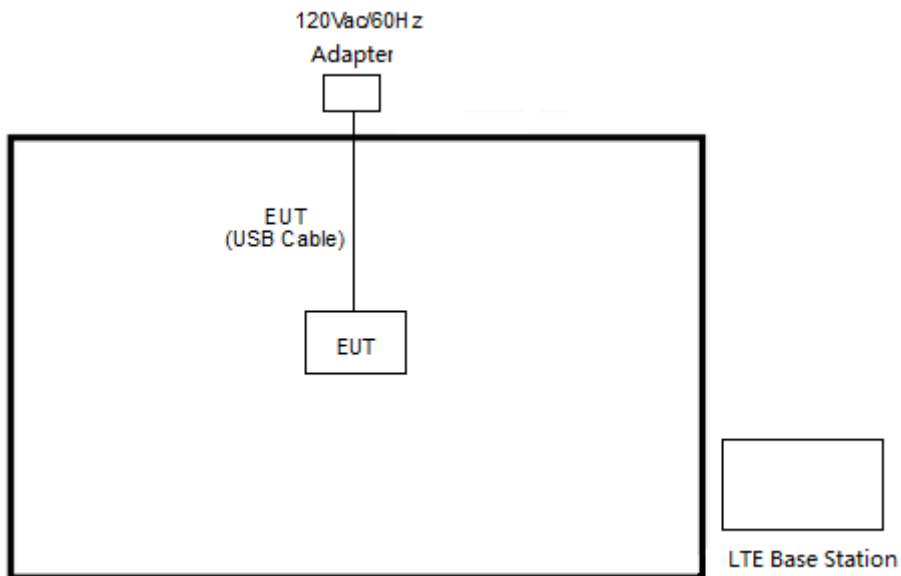 120Vac/60Hz
Adapter
EUT
(USB Cable)
EUT
LTE Base Station